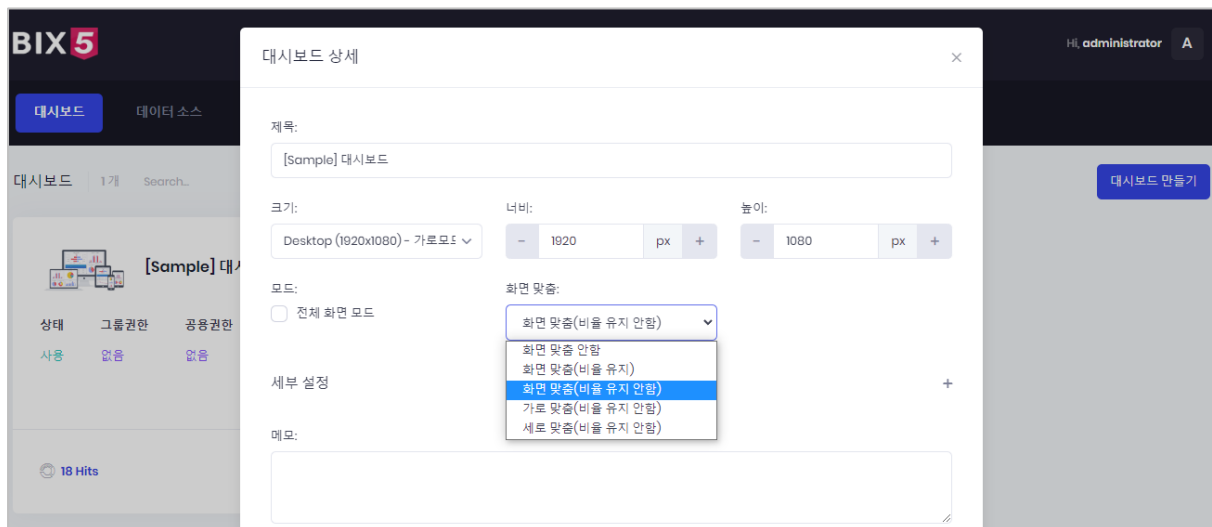 BIX 5
Hi, administrator A
대시보드 데이터 소스
대시보드 1개 Search...
대시보드 만들기
[Sample] 대시
상태 그룹권한 공용권한
사용 없음 없음
18 Hits
대시보드 상세 ×
제목:
[Sample] 대시보드
크기: 너비: 높이:
Desktop (1920x1080) - 가로모드 - 1920 px + - 1080 px +
모드: 화면 맞춤:
전체 화면 모드 화면 맞춤(비율 유지 안함)
화면 맞춤 안함
화면 맞춤(비율 유지)
화면 맞춤(비율 유지 안함)
가로 맞춤(비율 유지 안함)
세로 맞춤(비율 유지 안함)
세부 설정 +
메모: